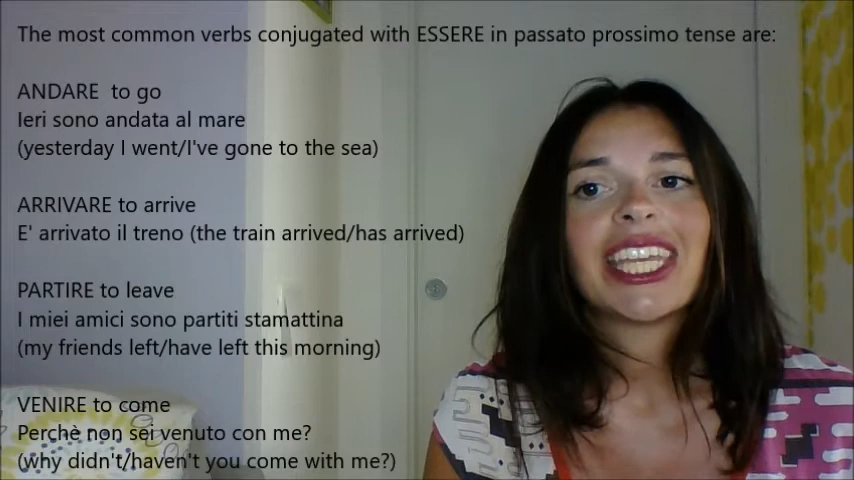 The most common verbs conjugated with ESSERE in passato prossimo tense are:
ANDARE to go
Ieri sono andata al mare
(yesterday I went/I've gone to the sea)
ARRIVARE to arrive
E' arrivato il treno (the train arrived/has arrived)
PARTIRE to leave
I miei amici sono partiti stamattina
(my friends left/have left this morning)
VENIRE to come
Perchè non sei venuto con me?
(why didn't/haven't you come with me?)